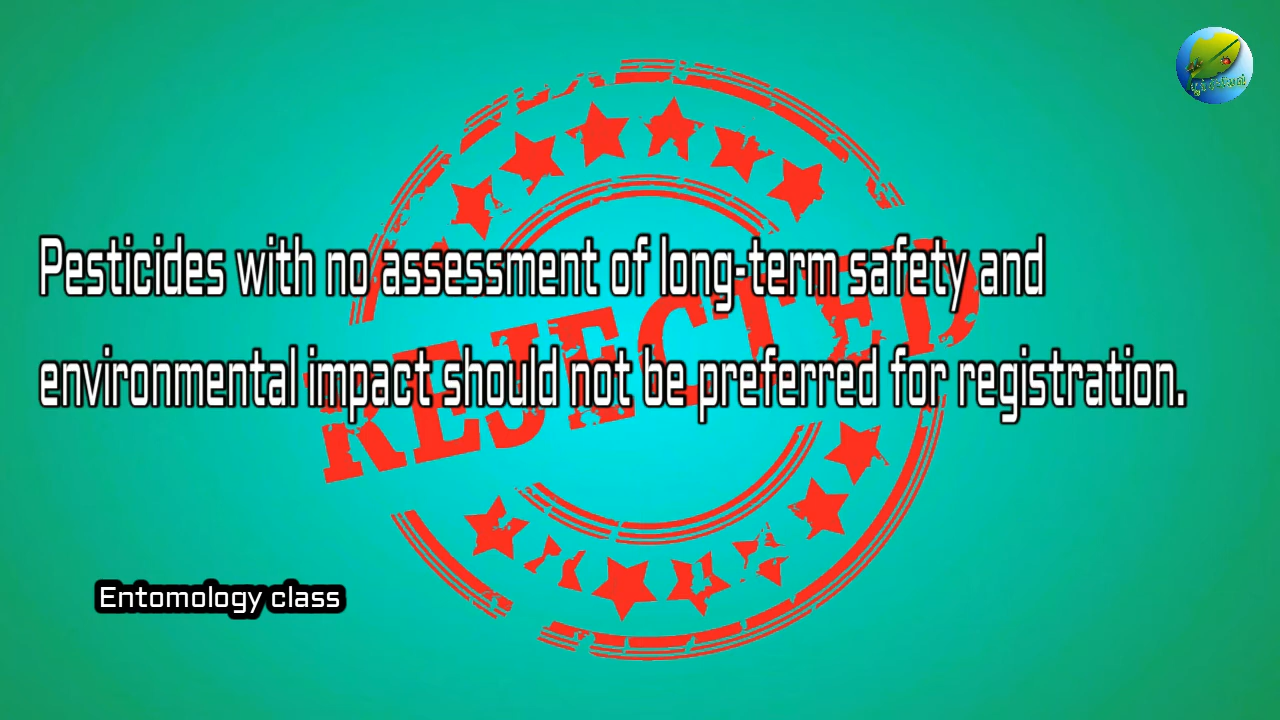 Pesticides with no assessment of long-term safety and
REJECTED
environmental impact should not be preferred for registration.
Entomology class